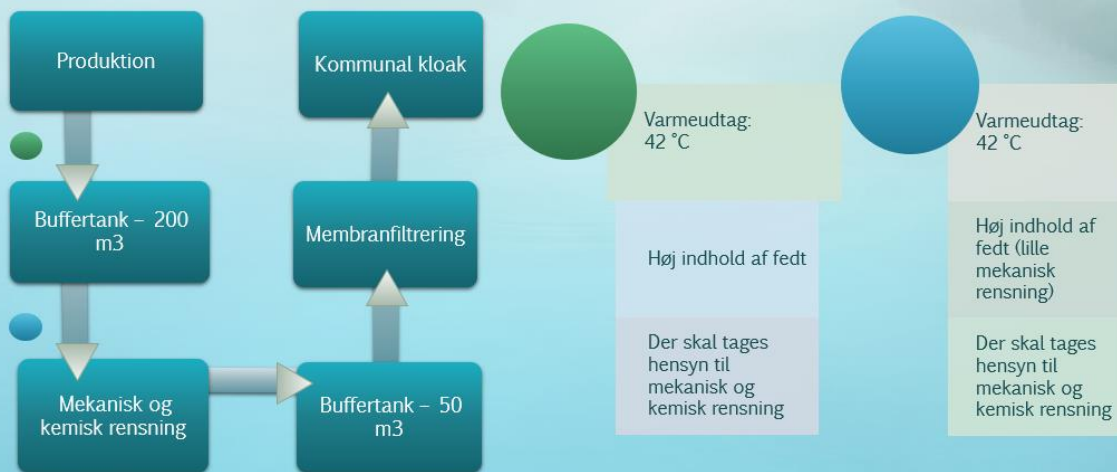 Produktion
Buffertank – 200
m3
Mekanisk og
kemisk rensning
Buffertank – 50
m3
Membranfiltrering
Kommunal kloak
Varmeudtag:
42 °C
Høj indhold af fedt
Der skal tages
hensyn til
mekanisk og
kemisk rensning
Varmeudtag:
42 °C
Høj indhold af
fedt (lille
mekanisk
rensning)
Der skal tages
hensyn til
mekanisk og
kemisk rensning